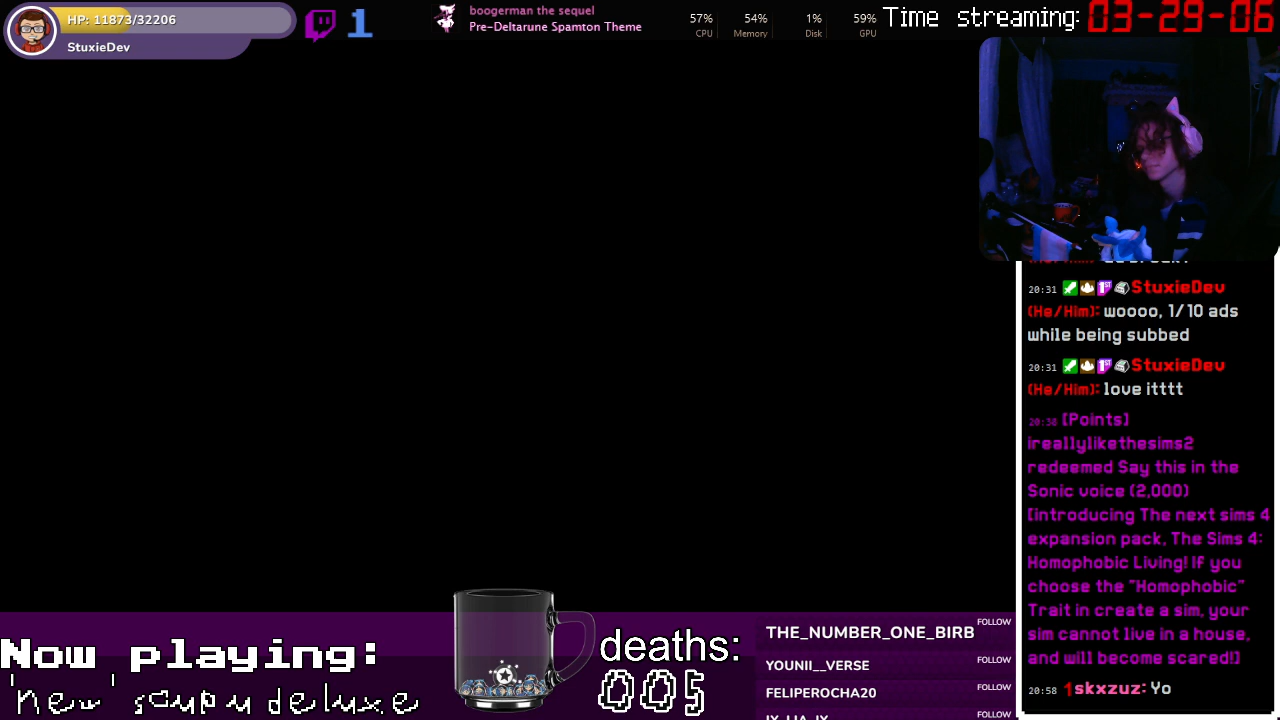 HP: 11873/32206
StuxieDev
1
boogerman the sequel
Pre-Deltarune Spamton Theme
57%
CPU
54%
Memory
1%
Disk
59%
GPU
Time streaming: 03-29-06
20:31 StuxieDev
(He/Him): woooo, 1/10 ads
while being subbed
20:31 StuxieDev
(He/Him): love itttt
20:38 [Points]
ireallylikethesims2
redeemed Say this in the
Sonic voice (2,000)
[introducing The next sims 4
expansion pack, The Sims 4:
Homophobic Living! If you
choose the "Homophobic"
Trait in create a sim, your
sim cannot live in a house,
and will become scared!]
20:58 skxzuz: Yo
Now playing:
'new' soup u deluxe
deaths:
005
THE_NUMBER_ONE_BIRB FOLLOW
YOUNII__VERSE FOLLOW
FELIPEROCHA20 FOLLOW
FOLLOW